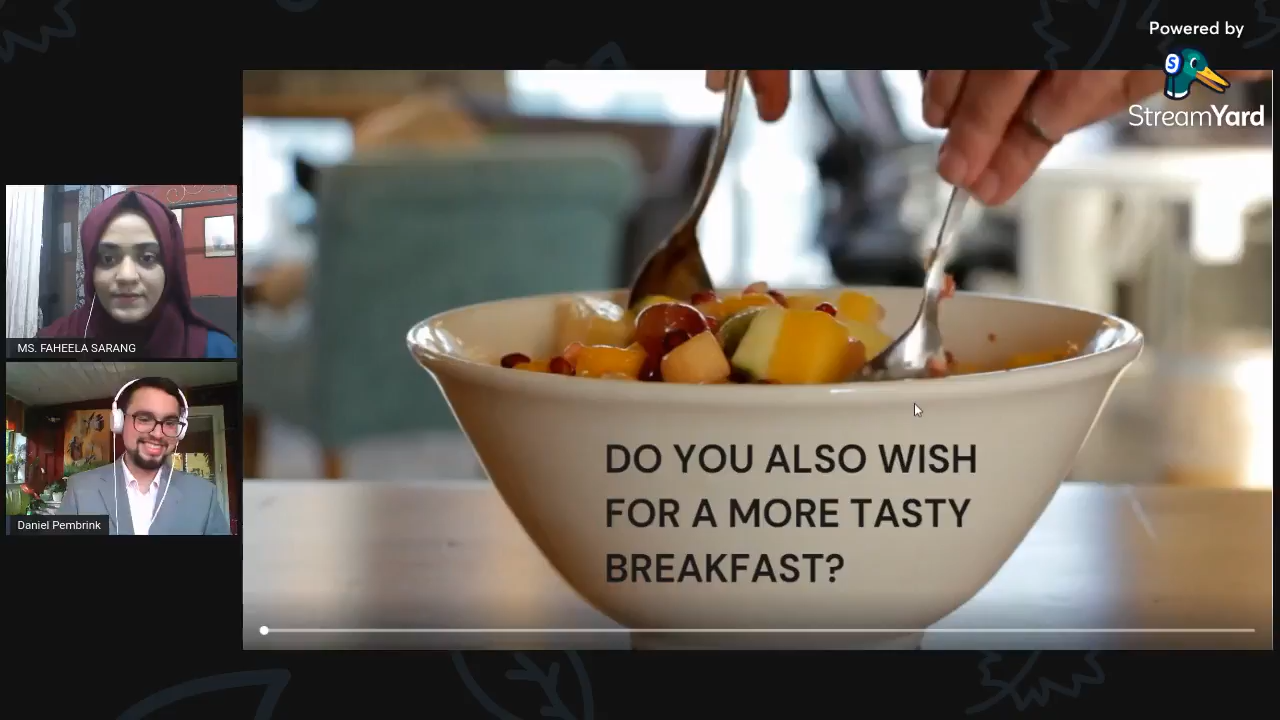 Powered by
StreamYard
MS. FAHEELA SARANG
Daniel Pembrink
DO YOU ALSO WISH
FOR A MORE TASTY
BREAKFAST?